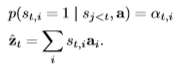 p(s_{t,i} = 1 | s_{j<t}, a) = α_{t,i}
ẑ_t = ∑_i s_{t,i} a_i.